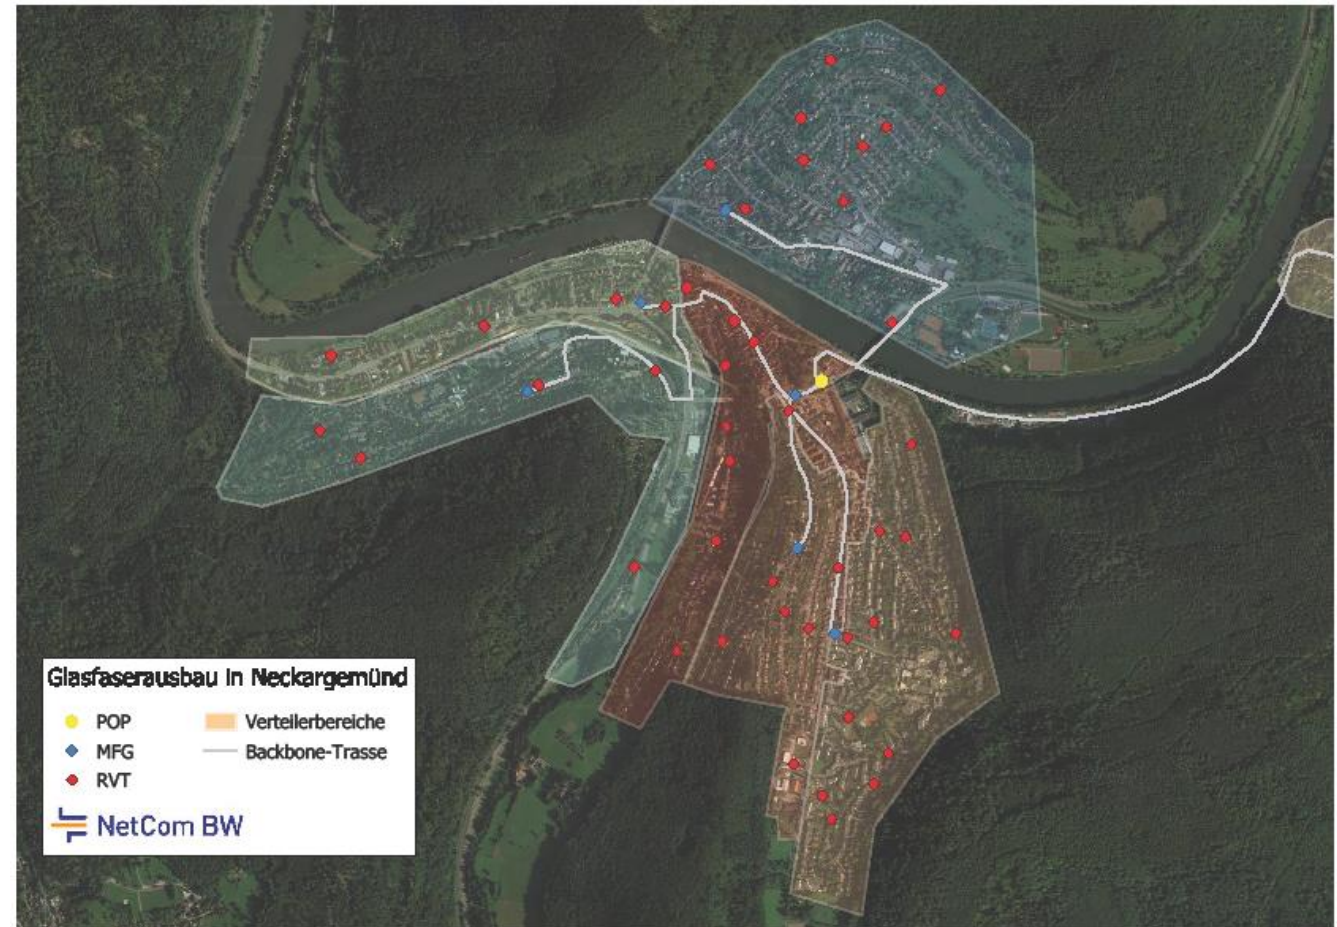 Glasfaserausbau in Neckargemünd
POP
Verteilerbereiche
MFG
Backbone-Trasse
RVT
NetCom BW